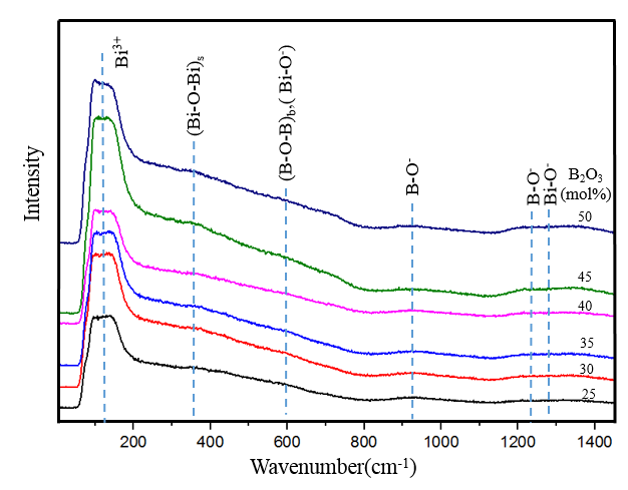 Bi³⁺
(Bi-O-Bi)ₛ
(B-O-B)b,( Bi-O⁻)
B-O⁻
B-O⁻
Bi-O⁻
B₂O₃
(mol%)
50
45
40
35
30
25
Intensity
200 400 600 800 1000 1200 1400
Wavenumber(cm⁻¹)